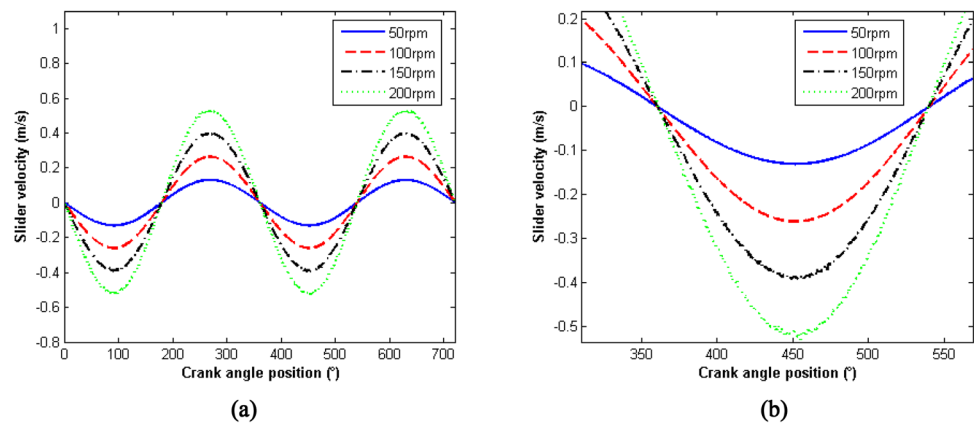 1
0.8
0.6
0.4
0.2
0
-0.2
-0.4
-0.6
-0.8
Slider velocity (m/s)
50rpm
100rpm
150rpm
200rpm
0 100 200 300 400 500 600 700
Crank angle position (°)
(a)
0.2
0.1
0
-0.1
-0.2
-0.3
-0.4
-0.5
Slider velocity (m/s)
50rpm
100rpm
150rpm
200rpm
350 400 450 500 550
Crank angle position (°)
(b)